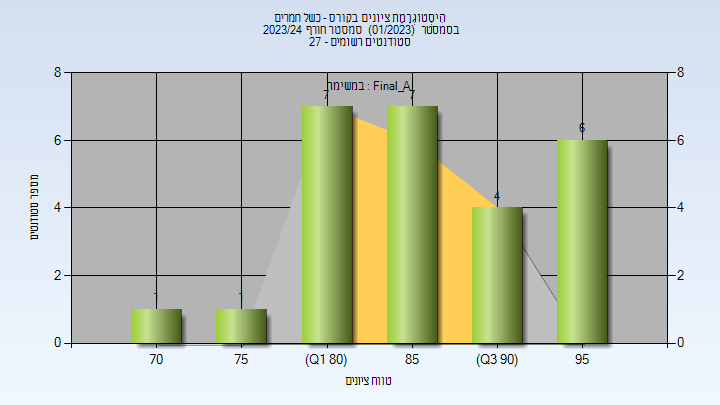 היסטוגרמת ציונים בקורס - כשל חמרים
בסמסטר (01/2023) סמסטר חורף 2023/24
סטודנטים רשומים - 27
במשימה : Final_A
8 8
7 7
6 6
6
4 4
4
2 2
1 1
0 0
70 75 (Q1 80) 85 (Q3 90) 95
מספר סטודנטים
טווח ציונים